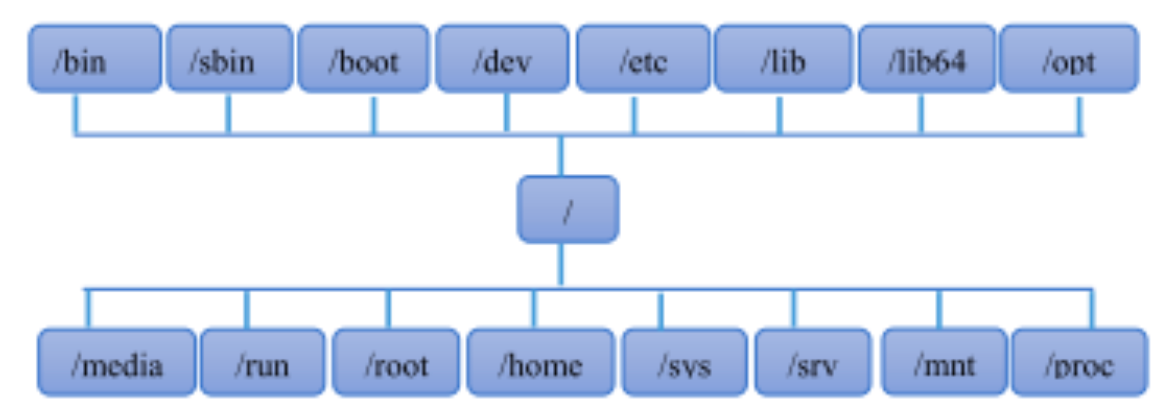 /bin /sbin /boot /dev /etc /lib /lib64 /opt
/
/media /run /root /home /sys /srv /mnt /proc